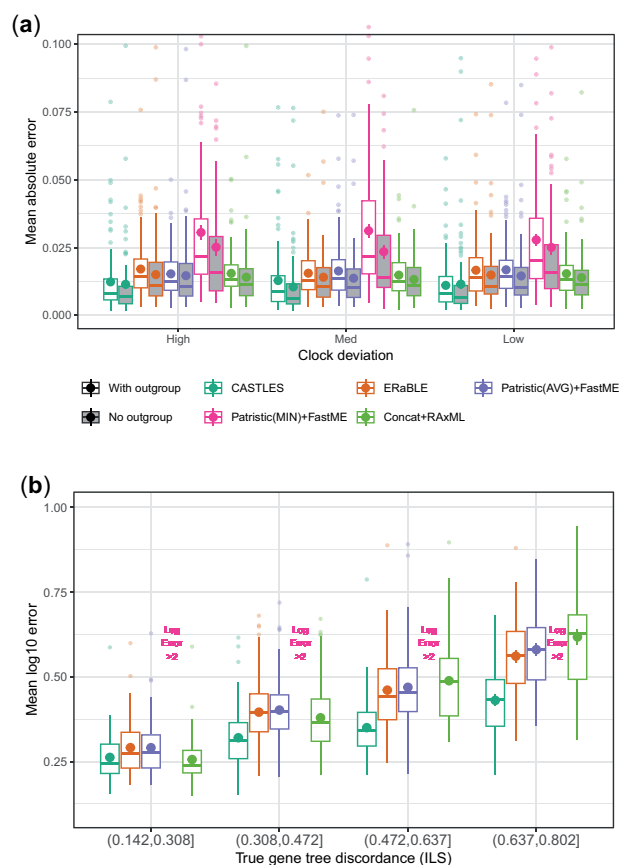 (a)
Mean absolute error
0.100
0.075
0.050
0.025
0.000
High Med Low
Clock deviation
With outgroup CASTLES ERaBLE Patristic(AVG)+FastME
No outgroup Patristic(MIN)+FastME Concat+RAxML
(b)
Mean log10 error
1.00
0.75
0.50
0.25
Log Log Log Log
Error Error Error Error
>2 >2 >2 >2
(0.142,0.308] (0.308,0.472] (0.472,0.637] (0.637,0.802]
True gene tree discordance (ILS)